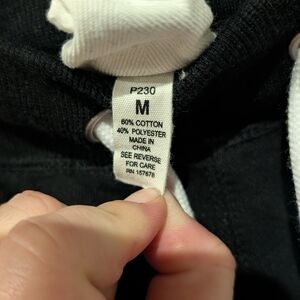 P230
M
60% COTTON
40% POLYESTER
MADE IN
CHINA
SEE REVERSE
FOR CARE
RN 157678